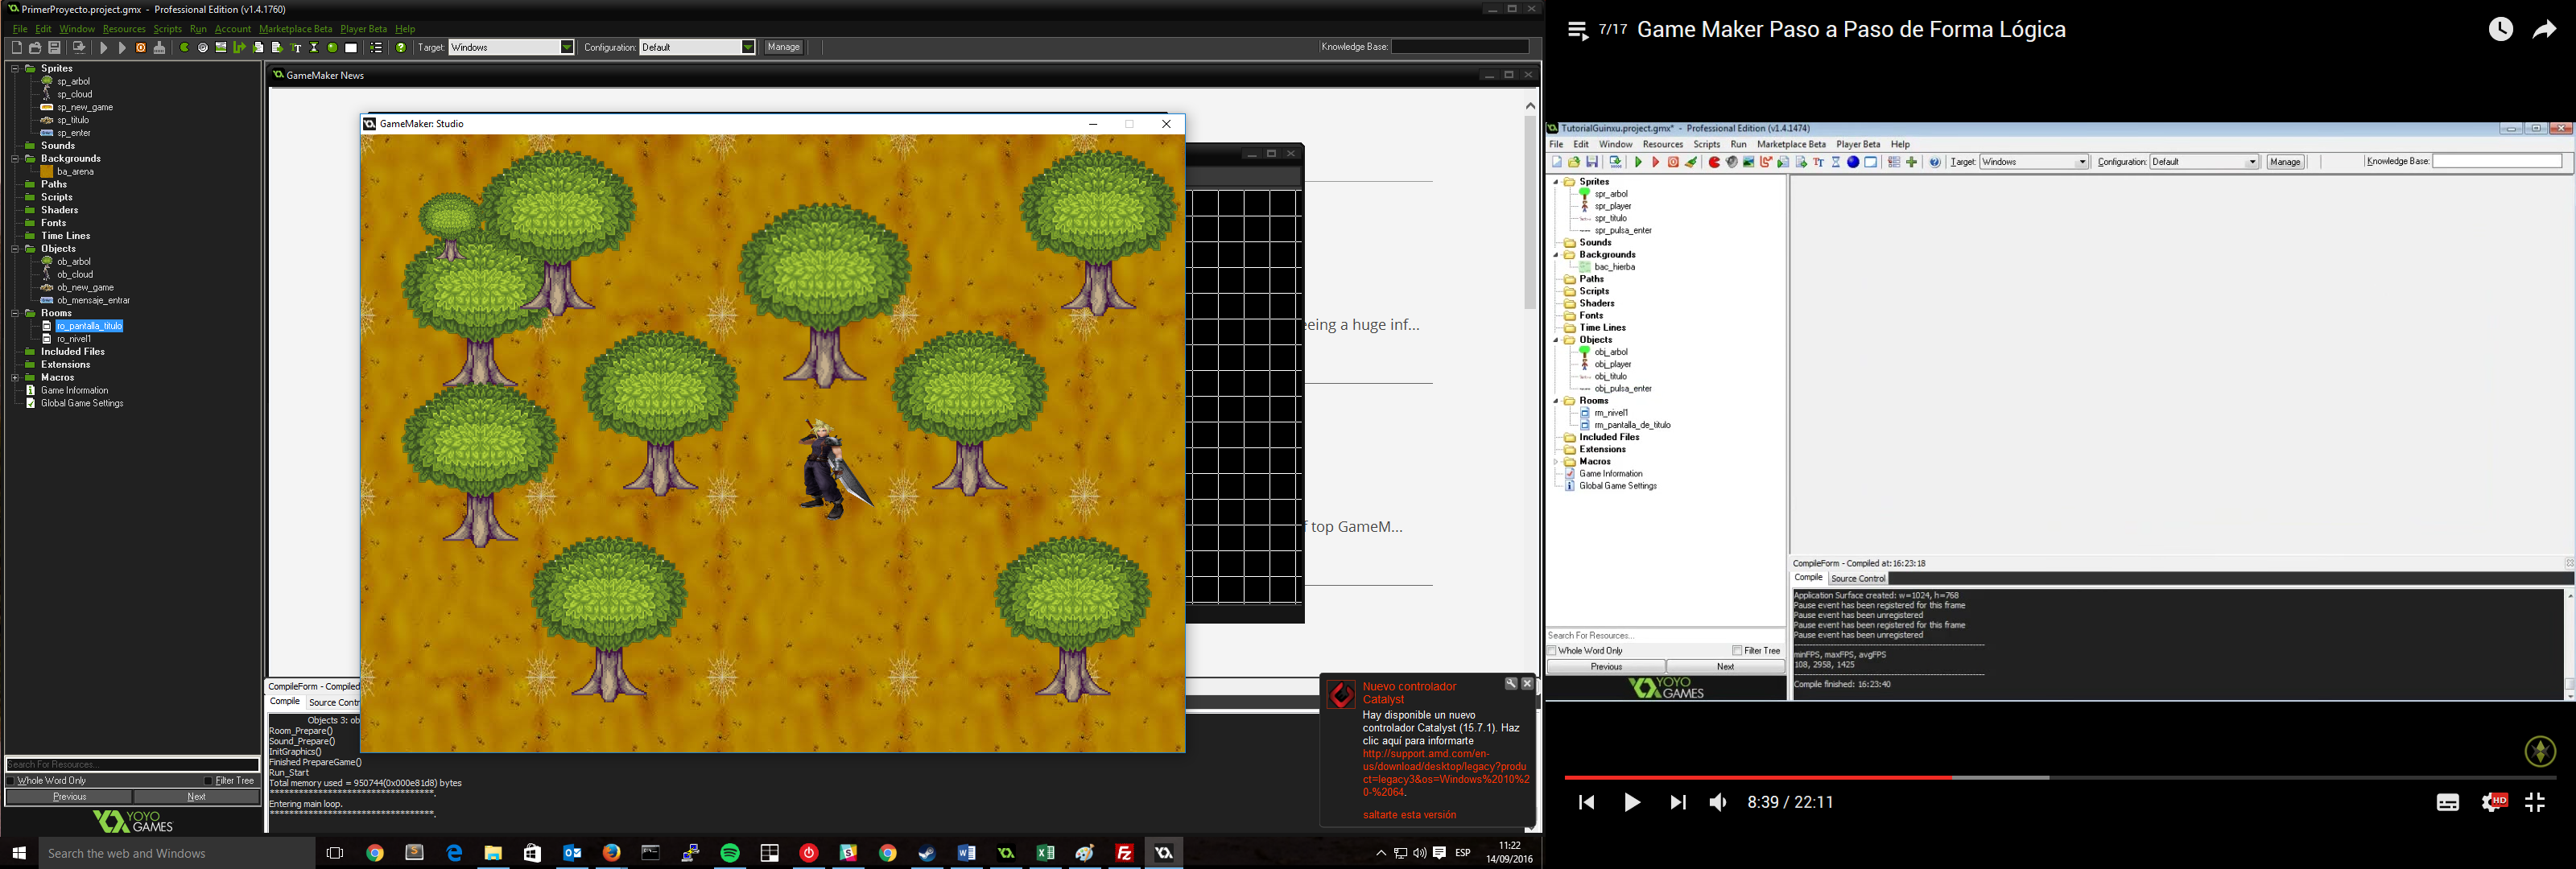 PrimerProyecto.project.gmx - Professional Edition (v1.4.1760)
File Edit Window Resources Scripts Run Account Marketplace Beta Player Beta Help
Target: Windows Configuration: Default Manage Knowledge Base:
Sprites
sp_arbol
sp_cloud
sp_new_game
sp_titulo
sp_enter
Sounds
Backgrounds
ba_arena
Paths
Scripts
Shaders
Fonts
Time Lines
Objects
ob_arbol
ob_cloud
ob_new_game
ob_mensaje_entrar
Rooms
ro_pantalla_titulo
ro_nivel1
Included Files
Extensions
Macros
Game Information
Global Game Settings
Search For Resources...
Whole Word Only Filter Tree
Previous Next
YOYO GAMES
GameMaker News
GameMaker: Studio
eeing a huge inf...
f top GameM...
CompileForm - Compiled
Compile Source Contr
Objects 3: ob
Room_Prepare()
Sound_Prepare()
InitGraphics()
Finished PrepareGame()
Run_Start
Total memory used = 950744(0x000e81d8) bytes
**********************************.
Entering main loop.
**********************************.
Nuevo controlador
Catalyst
Hay disponible un nuevo
controlador Catalyst (15.7.1). Haz
clic aquí para informarte
http://support.amd.com/en-
us/download/desktop/legacy?produ
ct=legacy3&os=Windows%2010%2
0-%2064.
saltarte esta versión
Search the web and Windows
ESP
11:22
14/09/2016
7/17 Game Maker Paso a Paso de Forma Lógica
TutorialGuinxu.project.gmx* - Professional Edition (v1.4.1474)
File Edit Window Resources Scripts Run Marketplace Beta Player Beta Help
Target: Windows Configuration: Default Manage Knowledge Base:
Sprites
spr_arbol
spr_player
spr_titulo
spr_pulsa_enter
Sounds
Backgrounds
bac_hierba
Paths
Scripts
Shaders
Fonts
Time Lines
Objects
obj_arbol
obj_player
obj_titulo
obj_pulsa_enter
Rooms
rm_nivel1
rm_pantalla_de_titulo
Included Files
Extensions
Macros
Game Information
Global Game Settings
Search For Resources...
Whole Word Only Filter Tree
Previous Next
YOYO GAMES
CompileForm - Compiled at:16:23:18
Compile Source Control
Application Surface created: w=1024, h=768
Pause event has been registered for this frame
Pause event has been unregistered
Pause event has been registered for this frame
Pause event has been unregistered
minFPS, maxFPS, avgFPS
108, 2958, 1425
Compile finished: 16:23:40
8:39 / 22:11
HD